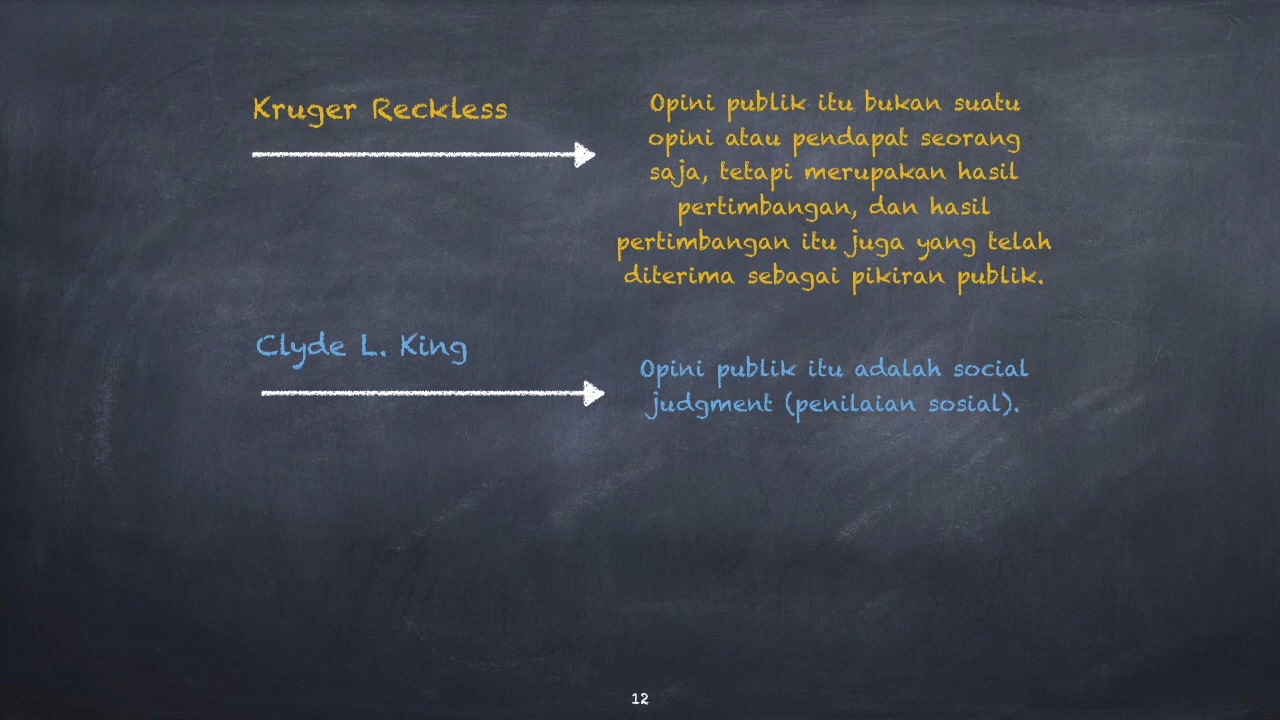 Kruger Reckless
Opini publik itu bukan suatu
opini atau pendapat seorang
saja, tetapi merupakan hasil
pertimbangan, dan hasil
pertimbangan itu juga yang telah
diterima sebagai pikiran publik.
Clyde L. King
Opini publik itu adalah social
judgment (penilaian sosial).
12